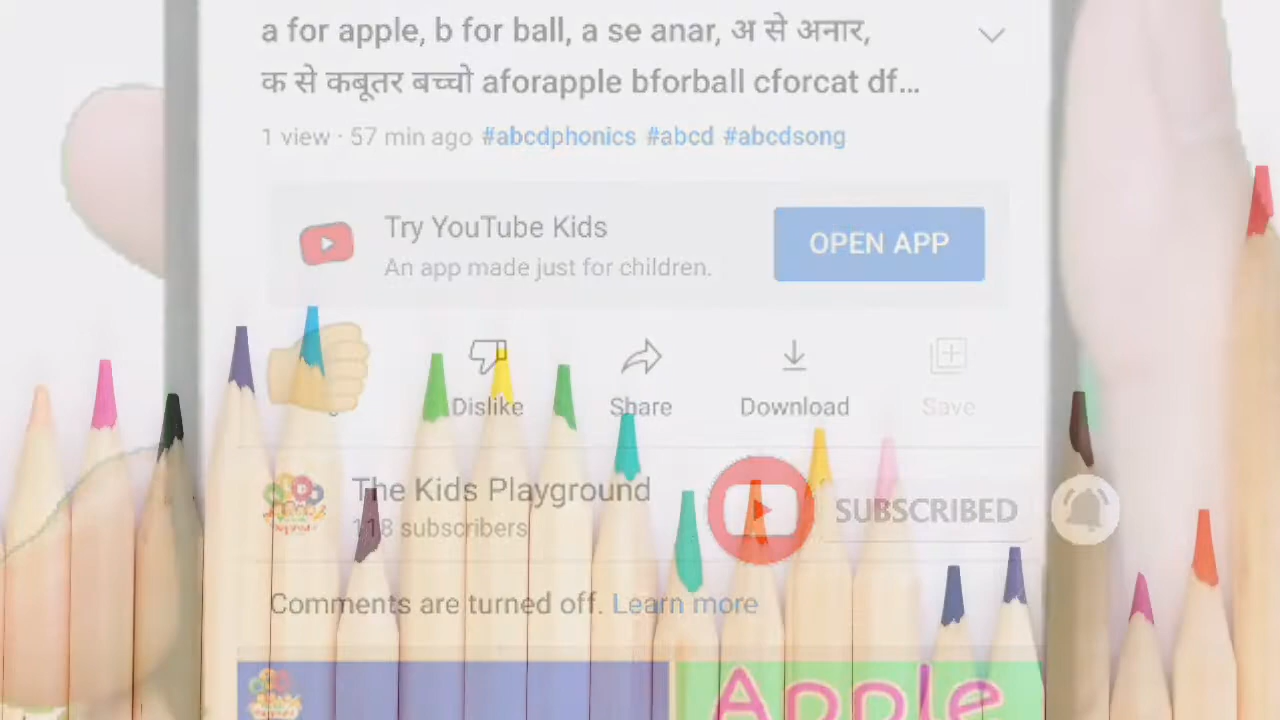 a for apple, b for ball, a se anar, अ से अनार,
क से कबूतर बच्चो aforapple bforball cforcat df...
1 view · 57 min ago #abcdphonics #abcd #abcdsong
Try YouTube Kids
An app made just for children.
OPEN APP
Dislike Share Download Save
The Kids Playground
118 subscribers
SUBSCRIBED
Comments are turned off. Learn more
Apple